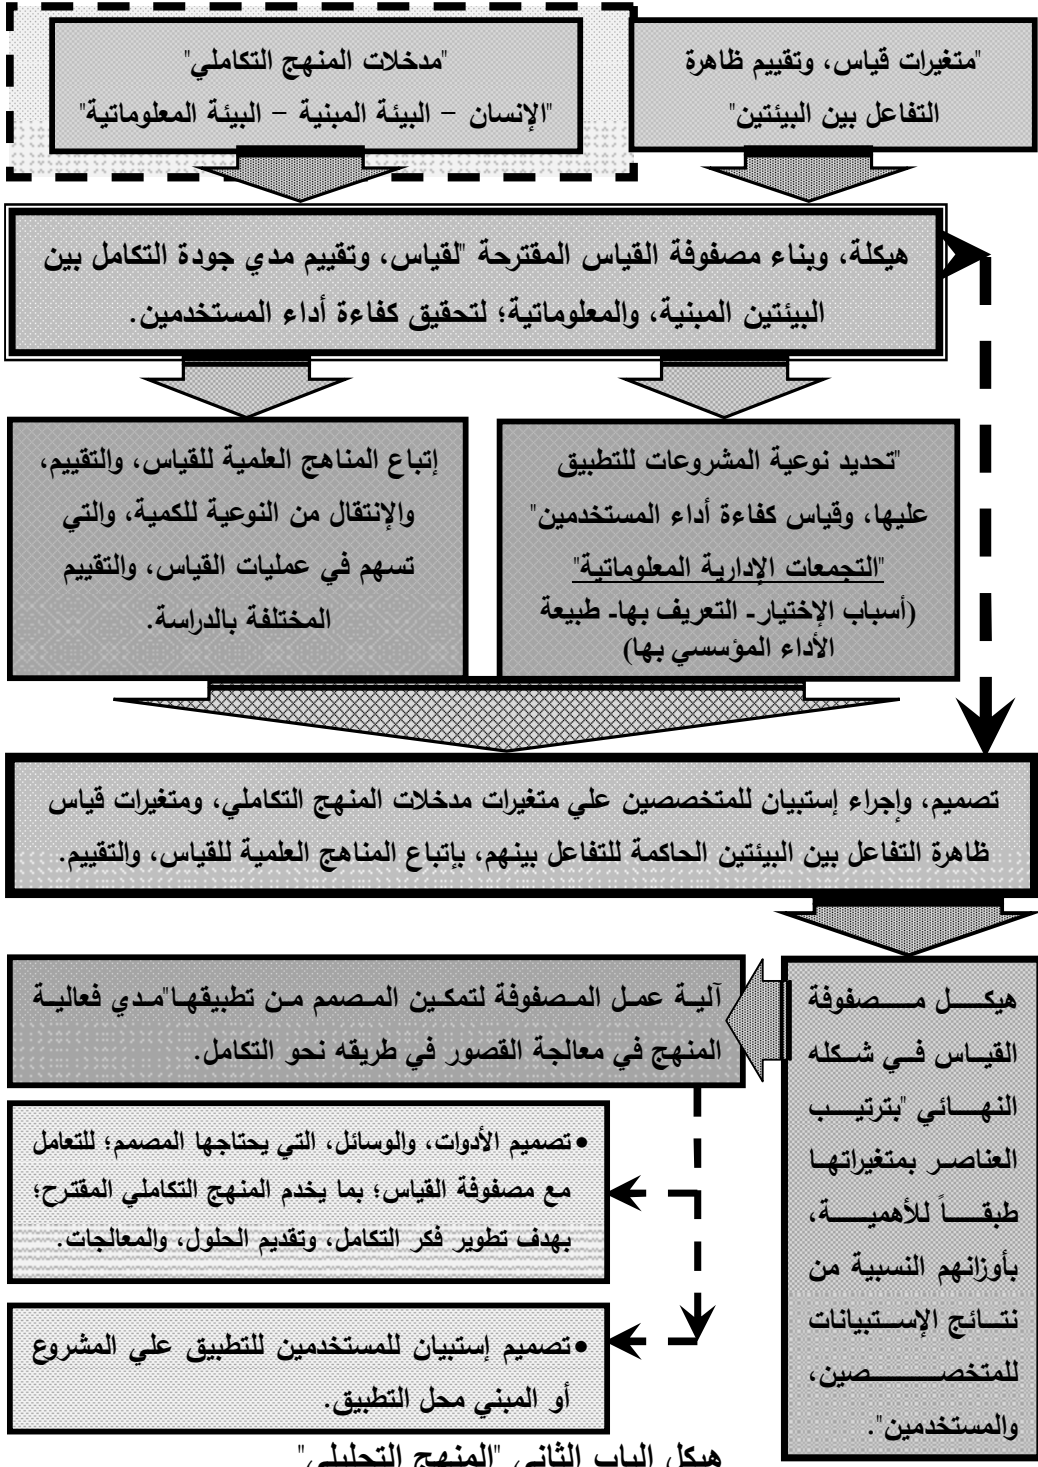 "متغيرات قياس، وتقييم ظاهرة
التفاعل بين البيئتين"
"مدخلات المنهج التكاملي"
"الإنسان – البيئة المبنية – البيئة المعلوماتية"
هيكلة، وبناء مصفوفة القياس المقترحة "لقياس، وتقييم مدي جودة التكامل بين
البيئتين المبنية، والمعلوماتية؛ لتحقيق كفاءة أداء المستخدمين.
"تحديد نوعية المشروعات للتطبيق
عليها، وقياس كفاءة أداء المستخدمين"
"التجمعات الإدارية المعلوماتية"
(أسباب الإختيار- التعريف بها- طبيعة
الأداء المؤسسي بها)
إتباع المناهج العلمية للقياس، والتقييم،
والإنتقال من النوعية للكمية، والتي
تسهم في عمليات القياس، والتقييم
المختلفة بالدراسة.
تصميم، وإجراء إستبيان للمتخصصين علي متغيرات مدخلات المنهج التكاملي، ومتغيرات قياس
ظاهرة التفاعل بين البيئتين الحاكمة للتفاعل بينهم، بإتباع المناهج العلمية للقياس، والتقييم.
هيكل مصفوفة
القياس في شكله
النهائي "بترتيب
العناصر بمتغيراتها
طبقاً للأهمية،
بأوزانهم النسبية من
نتائج الإستبيانات
للمتخصصين،
والمستخدمين".
آلية عمل المصفوفة لتمكين المصمم من تطبيقها"مدي فعالية
المنهج في معالجة القصور في طريقه نحو التكامل.
•تصميم الأدوات، والوسائل، التي يحتاجها المصمم؛ للتعامل
مع مصفوفة القياس؛ بما يخدم المنهج التكاملي المقترح؛
بهدف تطوير فكر التكامل، وتقديم الحلول، والمعالجات.
•تصميم إستبيان للمستخدمين للتطبيق علي المشروع
أو المبني محل التطبيق.
هيكل الباب الثاني "المنهج التحليلي"